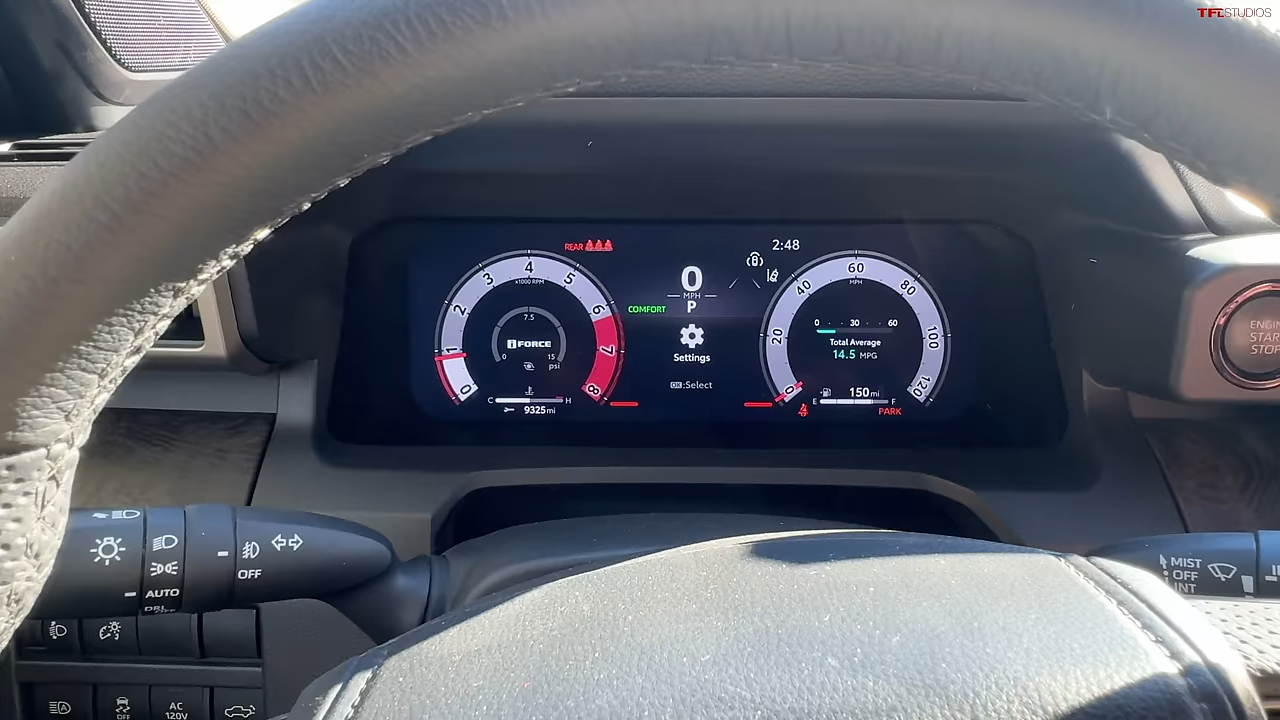 TFLSTUDIOS
REAR
2:48
4
3
5
x1000 RPM
2
6
1
7
0
8
7.5
i FORCE
0
15
psi
C
H
9325 mi
0
MPH
P
COMFORT
Settings
OK:Select
60
MPH
40
80
20
100
0
120
0 30 60
Total Average
14.5 MPG
150 mi
E
F
PARK
ENGINE
START
STOP
OFF
AUTO
DRL OFF
MIST
OFF
INT
OFF
AC
120V